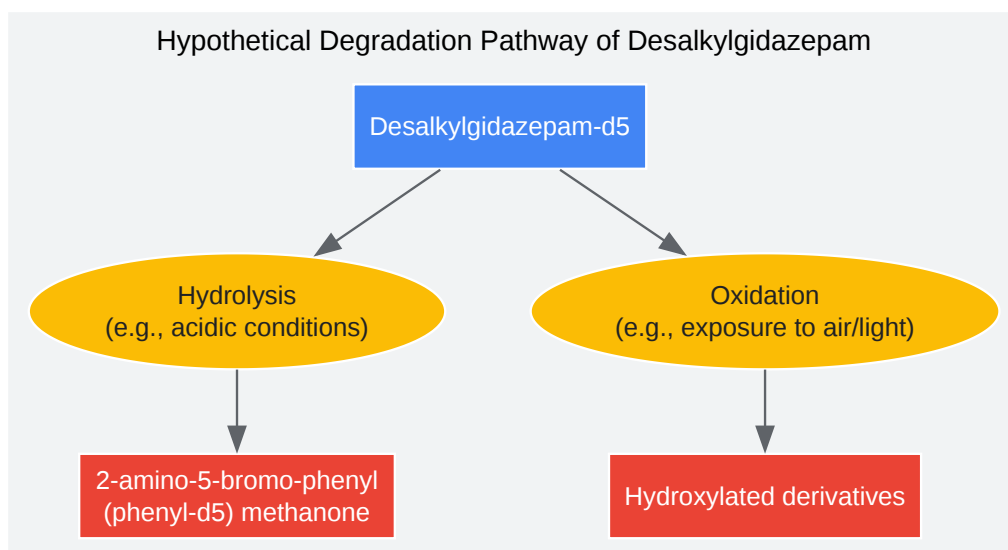 Hypothetical Degradation Pathway of Desalkylgidazepam
Desalkylgidazepam-d5
Hydrolysis
(e.g., acidic conditions)
Oxidation
(e.g., exposure to air/light)
2-amino-5-bromo-phenyl
(phenyl-d5) methanone
Hydroxylated derivatives